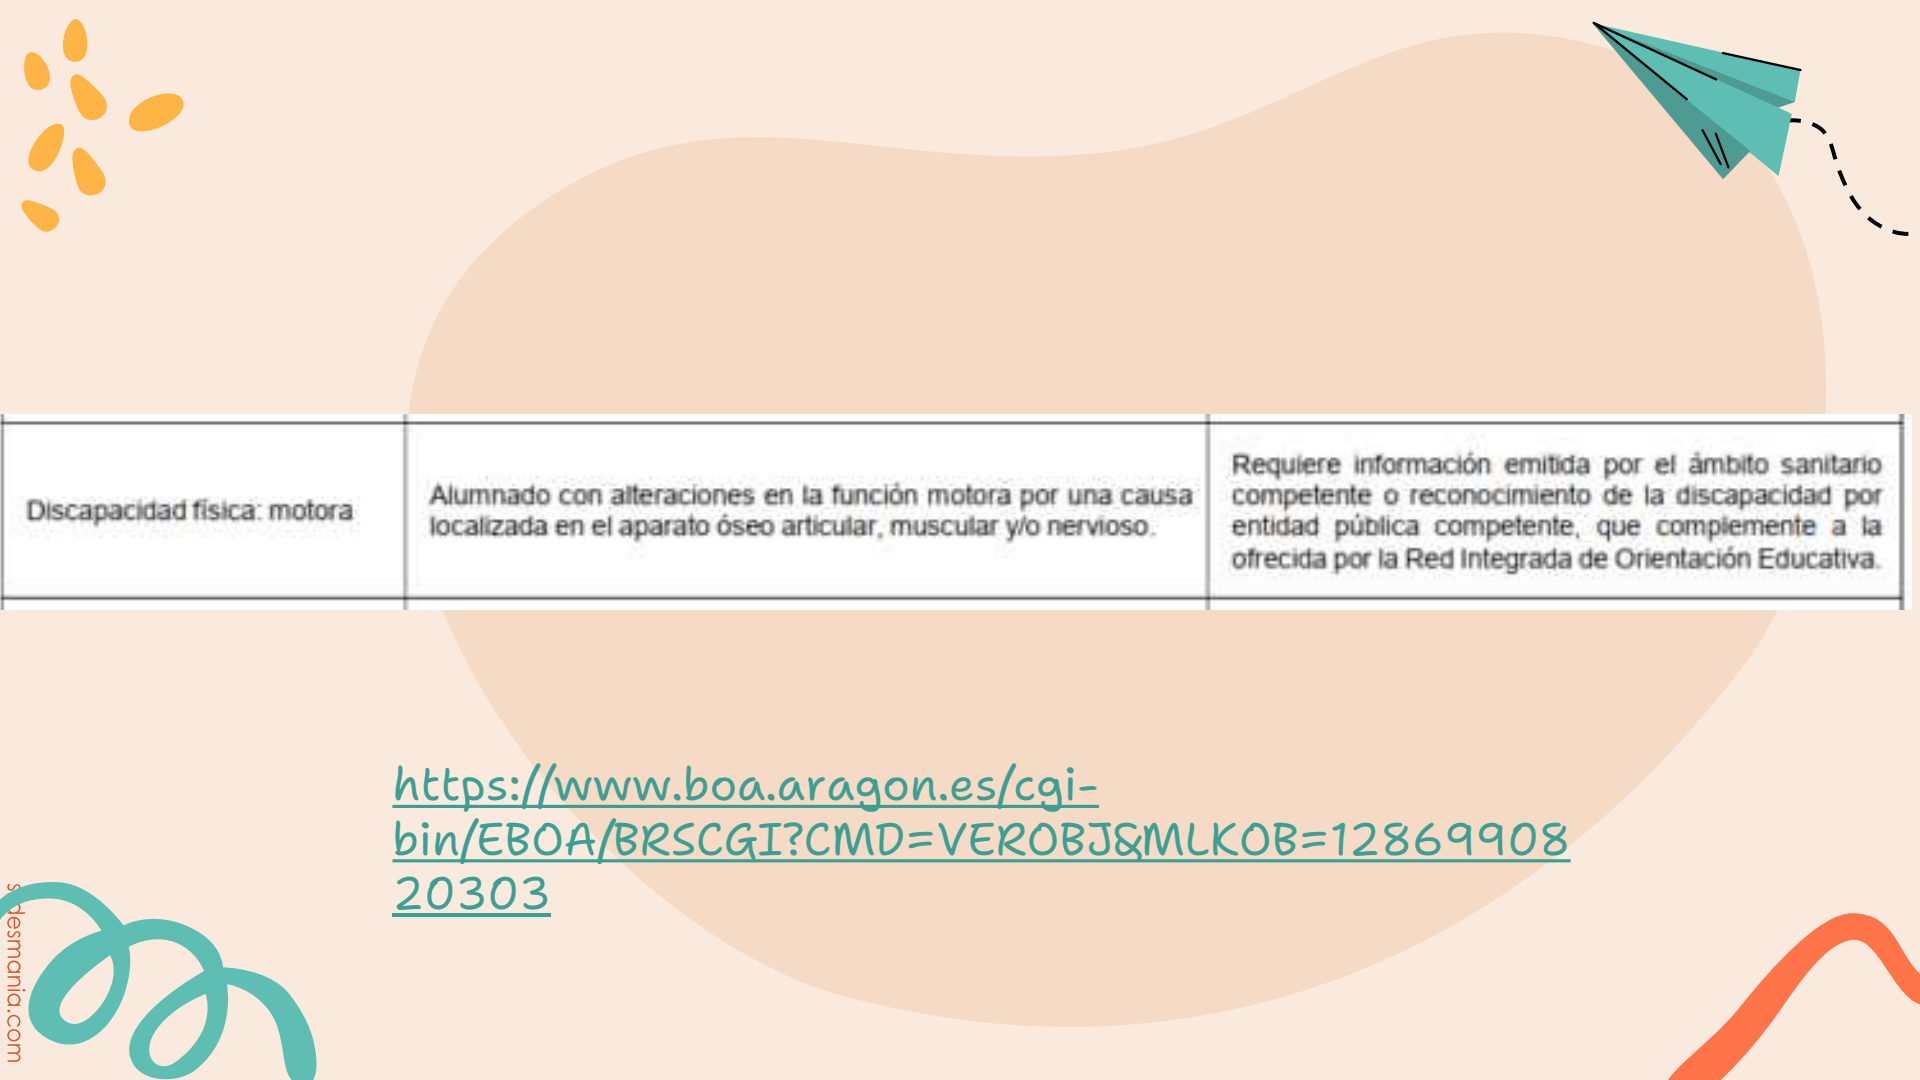 Discapacidad física: motora
Alumnado con alteraciones en la función motora por una causa
localizada en el aparato óseo articular, muscular y/o nervioso.
Requiere información emitida por el ámbito sanitario
competente o reconocimiento de la discapacidad por
entidad pública competente, que complemente a la
ofrecida por la Red Integrada de Orientación Educativa.
https://www.boa.aragon.es/cgi-
bin/EBOA/BRSCGI?CMD=VEROBJ&MLKOB=12869908
20303